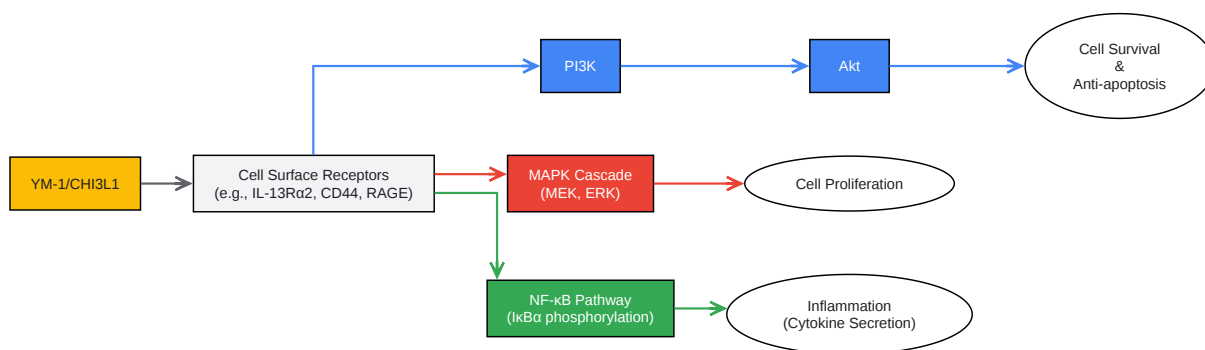 PI3K
Akt
Cell Survival
&
Anti-apoptosis
YM-1/CHI3L1
Cell Surface Receptors
(e.g., IL-13Rα2, CD44, RAGE)
MAPK Cascade
(MEK, ERK)
Cell Proliferation
NF-κB Pathway
(IκBα phosphorylation)
Inflammation
(Cytokine Secretion)